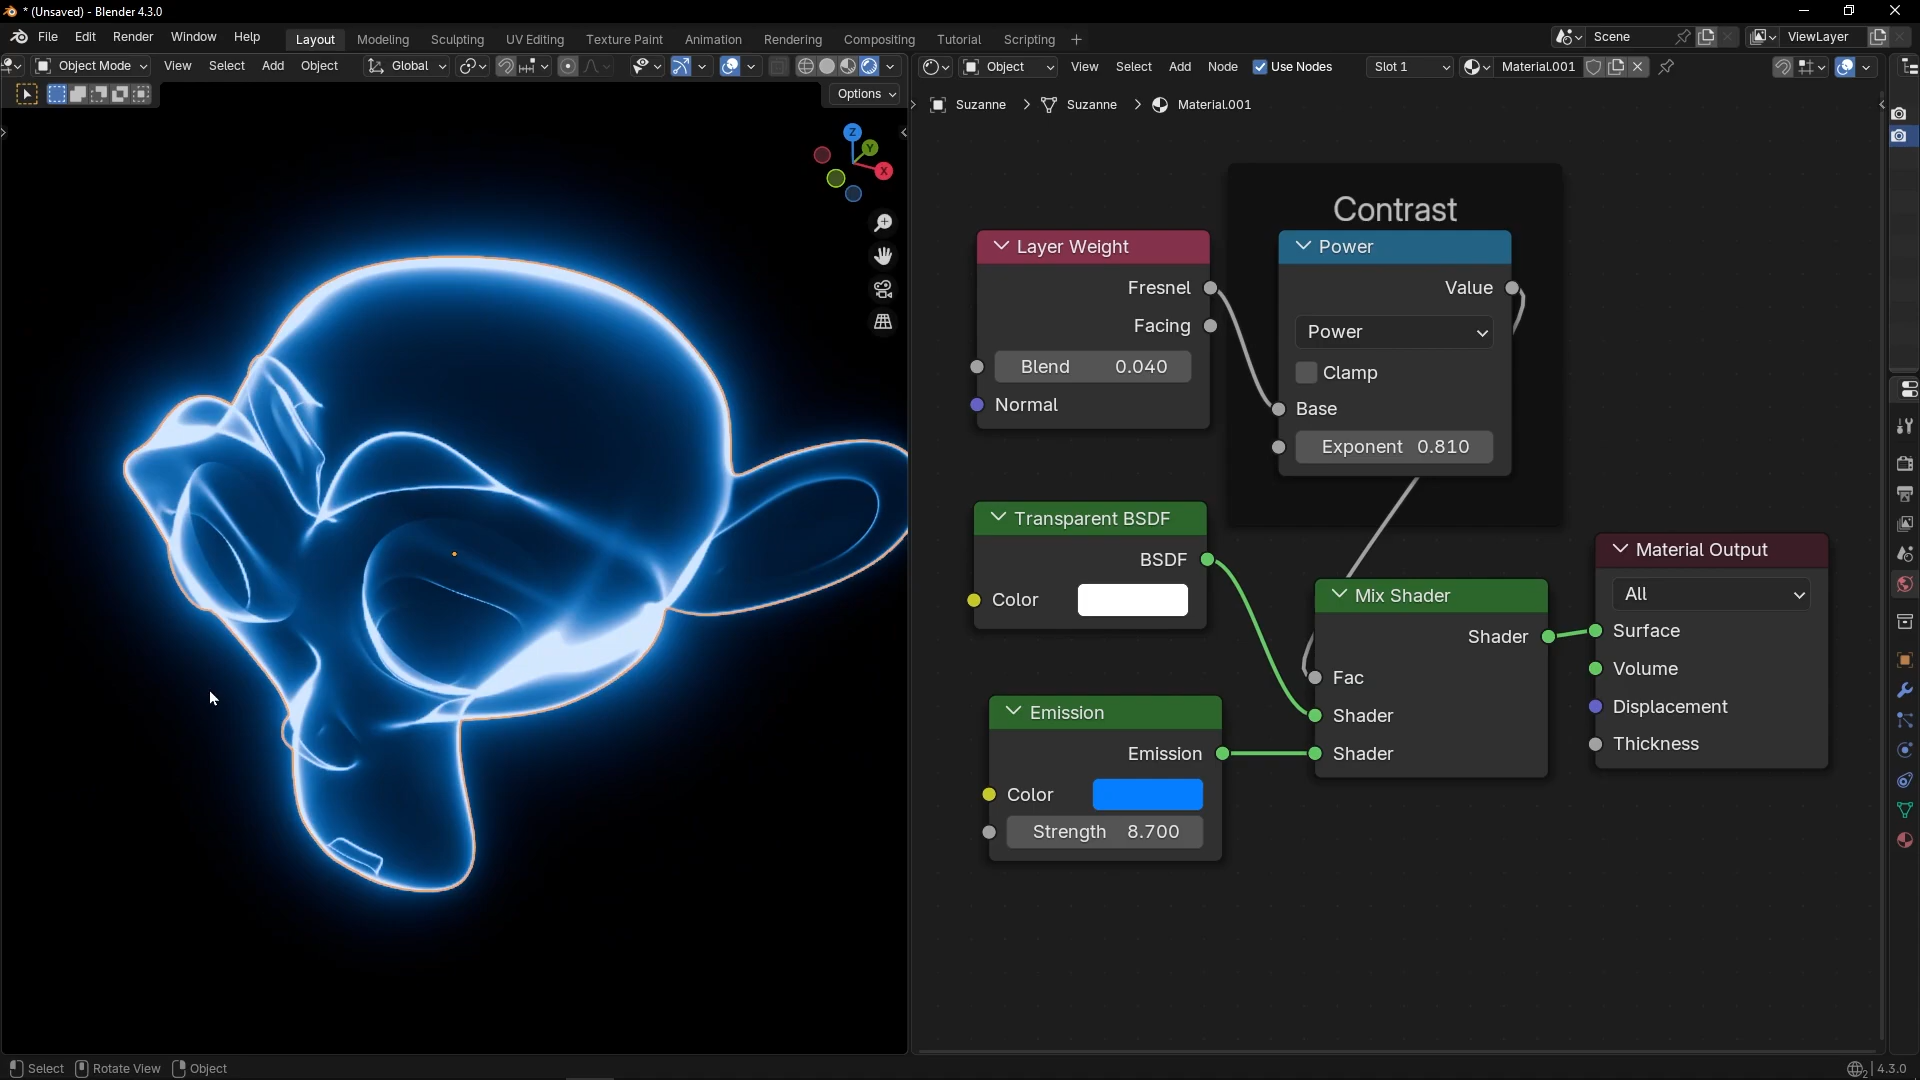 * (Unsaved) - Blender 4.3.0
File Edit Render Window Help Layout Modeling Sculpting UV Editing Texture Paint Animation Rendering Compositing Tutorial Scripting + Scene ViewLayer
Object Mode View Select Add Object Global
Object View Select Add Node Use Nodes Slot 1 Material.001
Options
Suzanne > Suzanne > Material.001
Z
Y
X
Contrast
Layer Weight
Fresnel
Facing
Blend 0.040
Normal
Power
Value
Power
Clamp
Base
Exponent 0.810
Transparent BSDF
BSDF
Color
Emission
Emission
Color
Strength 8.700
Mix Shader
Shader
Fac
Shader
Shader
Material Output
All
Surface
Volume
Displacement
Thickness
Select Rotate View Object 2 4.3.0